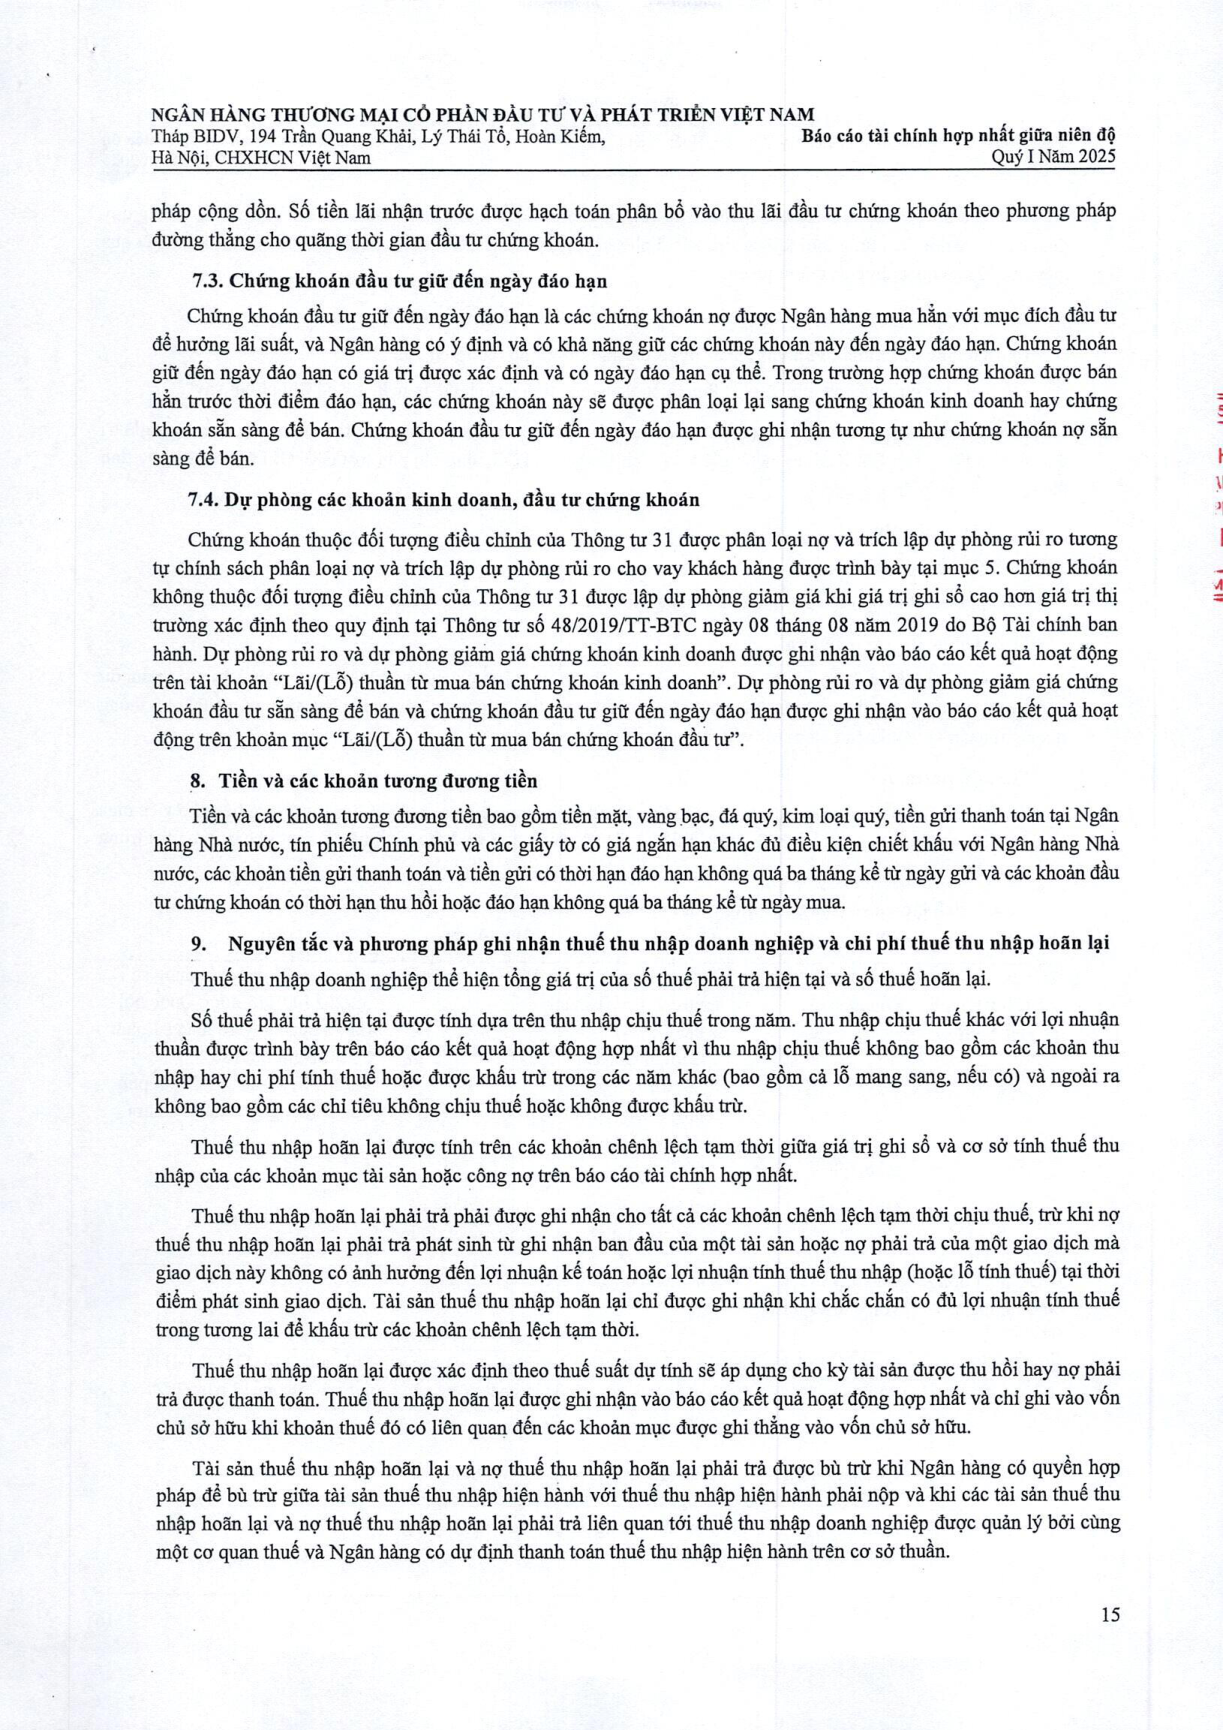 NGÂN HÀNG THƯƠNG MẠI CỔ PHẦN ĐẦU TƯ VÀ PHÁT TRIỂN VIỆT NAM
Tháp BIDV, 194 Trần Quang Khải, Lý Thái Tổ, Hoàn Kiếm, Báo cáo tài chính hợp nhất giữa niên độ
Hà Nội, CHXHCN Việt Nam Quý I Năm 2025
pháp cộng dồn. Số tiền lãi nhận trước được hạch toán phân bổ vào thu lãi đầu tư chứng khoán theo phương pháp
đường thẳng cho quãng thời gian đầu tư chứng khoán.
7.3. Chứng khoán đầu tư giữ đến ngày đáo hạn
Chứng khoán đầu tư giữ đến ngày đáo hạn là các chứng khoán nợ được Ngân hàng mua hẳn với mục đích đầu tư
để hưởng lãi suất, và Ngân hàng có ý định và có khả năng giữ các chứng khoán này đến ngày đáo hạn. Chứng khoán
giữ đến ngày đáo hạn có giá trị được xác định và có ngày đáo hạn cụ thể. Trong trường hợp chứng khoán được bán
hẳn trước thời điểm đáo hạn, các chứng khoán này sẽ được phân loại lại sang chứng khoán kinh doanh hay chứng
khoán sẵn sàng để bán. Chứng khoán đầu tư giữ đến ngày đáo hạn được ghi nhận tương tự như chứng khoán nợ sẵn
sàng để bán.
7.4. Dự phòng các khoản kinh doanh, đầu tư chứng khoán
Chứng khoán thuộc đối tượng điều chỉnh của Thông tư 31 được phân loại nợ và trích lập dự phòng rủi ro tương
tự chính sách phân loại nợ và trích lập dự phòng rủi ro cho vay khách hàng được trình bày tại mục 5. Chứng khoán
không thuộc đối tượng điều chỉnh của Thông tư 31 được lập dự phòng giảm giá khi giá trị ghi sổ cao hơn giá trị thị
trường xác định theo quy định tại Thông tư số 48/2019/TT-BTC ngày 08 tháng 08 năm 2019 do Bộ Tài chính ban
hành. Dự phòng rủi ro và dự phòng giảm giá chứng khoán kinh doanh được ghi nhận vào báo cáo kết quả hoạt động
trên tài khoản “Lãi/(Lỗ) thuần từ mua bán chứng khoán kinh doanh”. Dự phòng rủi ro và dự phòng giảm giá chứng
khoán đầu tư sẵn sàng để bán và chứng khoán đầu tư giữ đến ngày đáo hạn được ghi nhận vào báo cáo kết quả hoạt
động trên khoản mục “Lãi/(Lỗ) thuần từ mua bán chứng khoán đầu tư”.
8. Tiền và các khoản tương đương tiền
Tiền và các khoản tương đương tiền bao gồm tiền mặt, vàng bạc, đá quý, kim loại quý, tiền gửi thanh toán tại Ngân
hàng Nhà nước, tín phiếu Chính phủ và các giấy tờ có giá ngắn hạn khác đủ điều kiện chiết khấu với Ngân hàng Nhà
nước, các khoản tiền gửi thanh toán và tiền gửi có thời hạn đáo hạn không quá ba tháng kể từ ngày gửi và các khoản đầu
tư chứng khoán có thời hạn thu hồi hoặc đáo hạn không quá ba tháng kể từ ngày mua.
9. Nguyên tắc và phương pháp ghi nhận thuế thu nhập doanh nghiệp và chi phí thuế thu nhập hoãn lại
Thuế thu nhập doanh nghiệp thể hiện tổng giá trị của số thuế phải trả hiện tại và số thuế hoãn lại.
Số thuế phải trả hiện tại được tính dựa trên thu nhập chịu thuế trong năm. Thu nhập chịu thuế khác với lợi nhuận
thuần được trình bày trên báo cáo kết quả hoạt động hợp nhất vì thu nhập chịu thuế không bao gồm các khoản thu
nhập hay chi phí tính thuế hoặc được khấu trừ trong các năm khác (bao gồm cả lỗ mang sang, nếu có) và ngoài ra
không bao gồm các chỉ tiêu không chịu thuế hoặc không được khấu trừ.
Thuế thu nhập hoãn lại được tính trên các khoản chênh lệch tạm thời giữa giá trị ghi sổ và cơ sở tính thuế thu
nhập của các khoản mục tài sản hoặc công nợ trên báo cáo tài chính hợp nhất.
Thuế thu nhập hoãn lại phải trả phải được ghi nhận cho tất cả các khoản chênh lệch tạm thời chịu thuế, trừ khi nợ
thuế thu nhập hoãn lại phải trả phát sinh từ ghi nhận ban đầu của một tài sản hoặc nợ phải trả của một giao dịch mà
giao dịch này không có ảnh hưởng đến lợi nhuận kế toán hoặc lợi nhuận tính thuế thu nhập (hoặc lỗ tính thuế) tại thời
điểm phát sinh giao dịch. Tài sản thuế thu nhập hoãn lại chỉ được ghi nhận khi chắc chắn có đủ lợi nhuận tính thuế
trong tương lai để khấu trừ các khoản chênh lệch tạm thời.
Thuế thu nhập hoãn lại được xác định theo thuế suất dự tính sẽ áp dụng cho kỳ tài sản được thu hồi hay nợ phải
trả được thanh toán. Thuế thu nhập hoãn lại được ghi nhận vào báo cáo kết quả hoạt động hợp nhất và chỉ ghi vào vốn
chủ sở hữu khi khoản thuế đó có liên quan đến các khoản mục được ghi thẳng vào vốn chủ sở hữu.
Tài sản thuế thu nhập hoãn lại và nợ thuế thu nhập hoãn lại phải trả được bù trừ khi Ngân hàng có quyền hợp
pháp để bù trừ giữa tài sản thuế thu nhập hiện hành với thuế thu nhập hiện hành phải nộp và khi các tài sản thuế thu
nhập hoãn lại và nợ thuế thu nhập hoãn lại phải trả liên quan tới thuế thu nhập doanh nghiệp được quản lý bởi cùng
một cơ quan thuế và Ngân hàng có dự định thanh toán thuế thu nhập hiện hành trên cơ sở thuần.
15